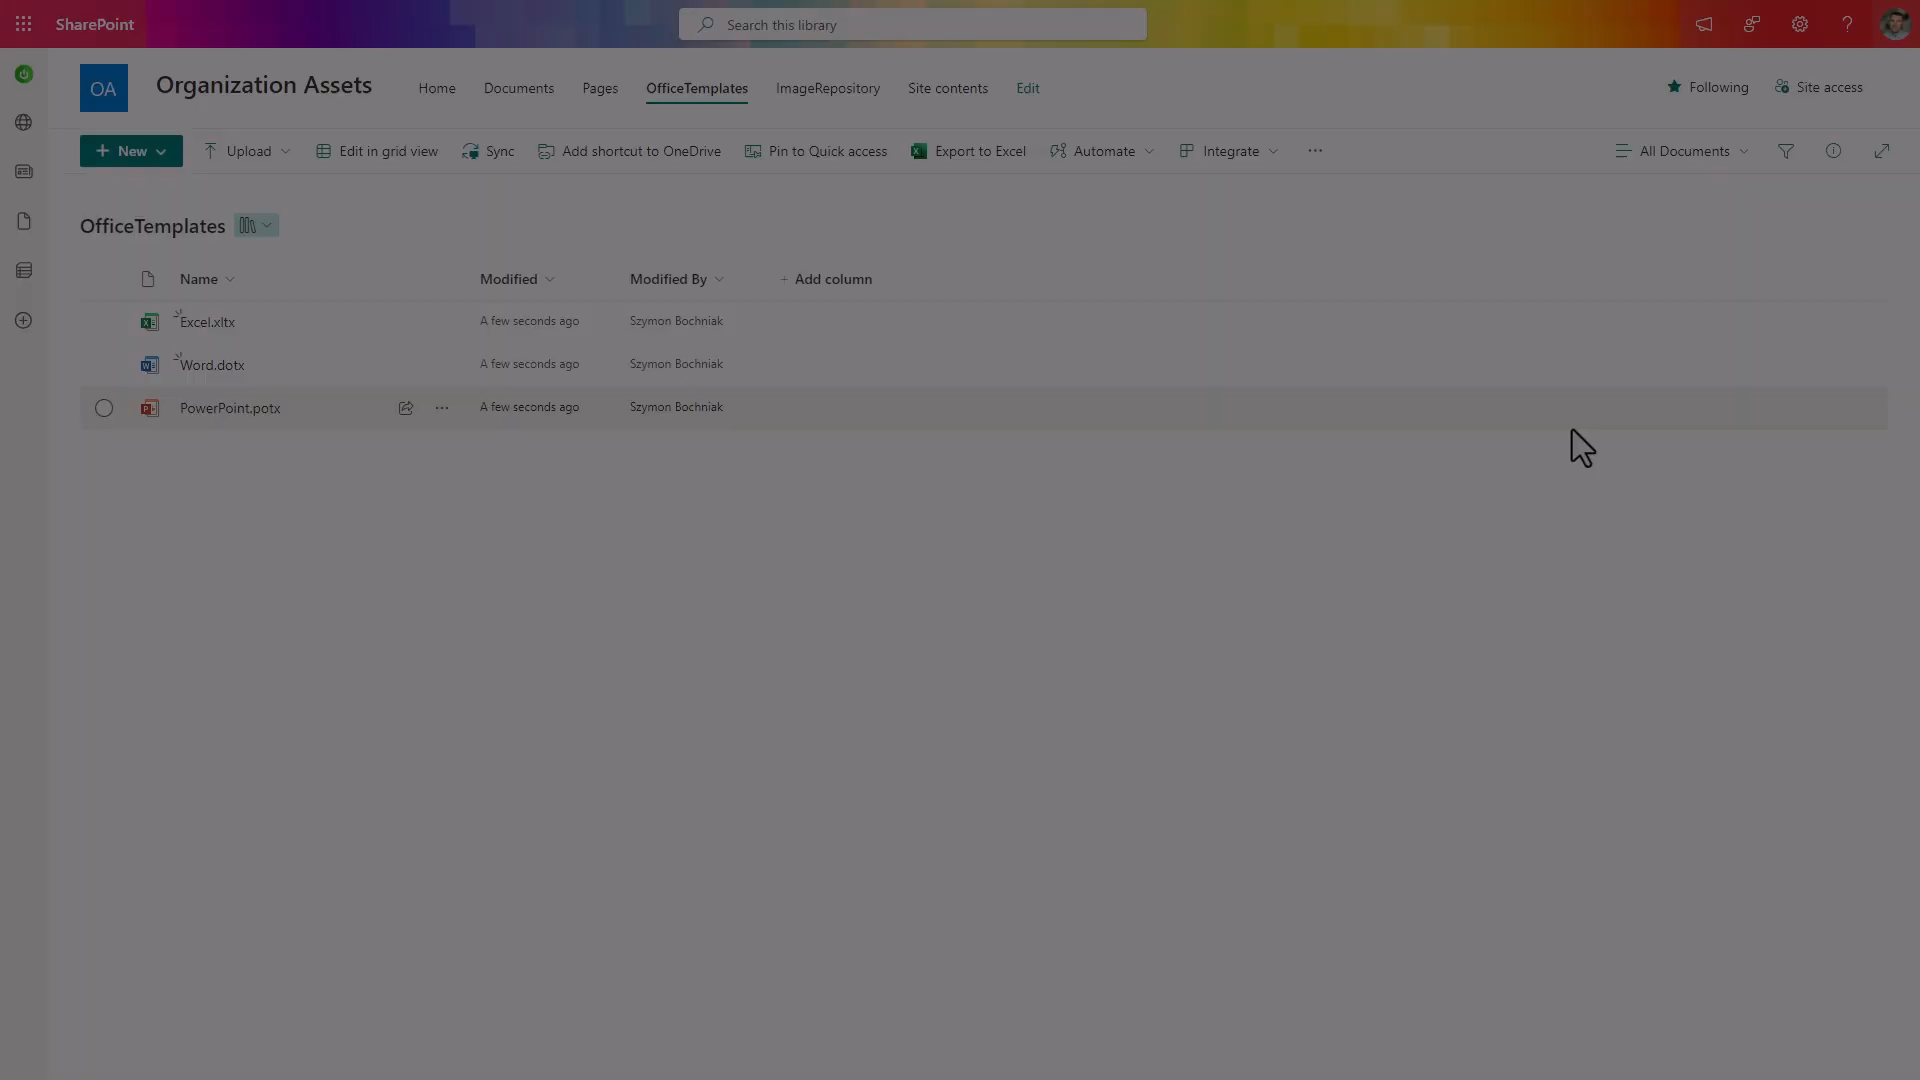 SharePoint
Search this library
?
OA
Organization Assets
Home
Documents
Pages
OfficeTemplates
ImageRepository
Site contents
Edit
Following
Site access
+ New
Upload
Edit in grid view
Sync
Add shortcut to OneDrive
Pin to Quick access
Export to Excel
Automate
Integrate
...
All Documents
OfficeTemplates
Name
Modified
Modified By
+ Add column
Excel.xltx
A few seconds ago
Szymon Bochniak
Word.dotx
A few seconds ago
Szymon Bochniak
PowerPoint.potx
...
A few seconds ago
Szymon Bochniak